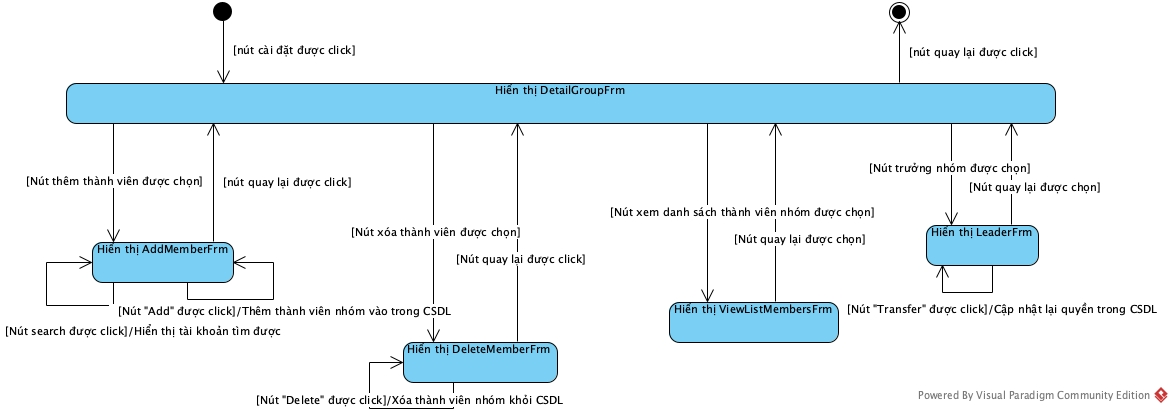 [nút cài đặt được click]
[nút quay lại được click]
Hiển thị DetailGroupFrm
[Nút thêm thành viên được chọn]
[nút quay lại được click]
[Nút xóa thành viên được chọn]
[Nút quay lại được click]
[Nút xem danh sách thành viên nhóm được chọn]
[Nút quay lại được chọn]
[Nút trưởng nhóm được chọn]
[Nút quay lại được chọn]
Hiển thị AddMemberFrm
Hiển thị LeaderFrm
[Nút "Add" được click]/Thêm thành viên nhóm vào trong CSDL
[Nút search được click]/Hiển thị tài khoản tìm được
Hiển thị ViewListMembersFrm
[Nút "Transfer" được click]/Cập nhật lại quyền trong CSDL
Hiển thị DeleteMemberFrm
[Nút "Delete" được click]/Xóa thành viên nhóm khỏi CSDL
Powered By Visual Paradigm Community Edition